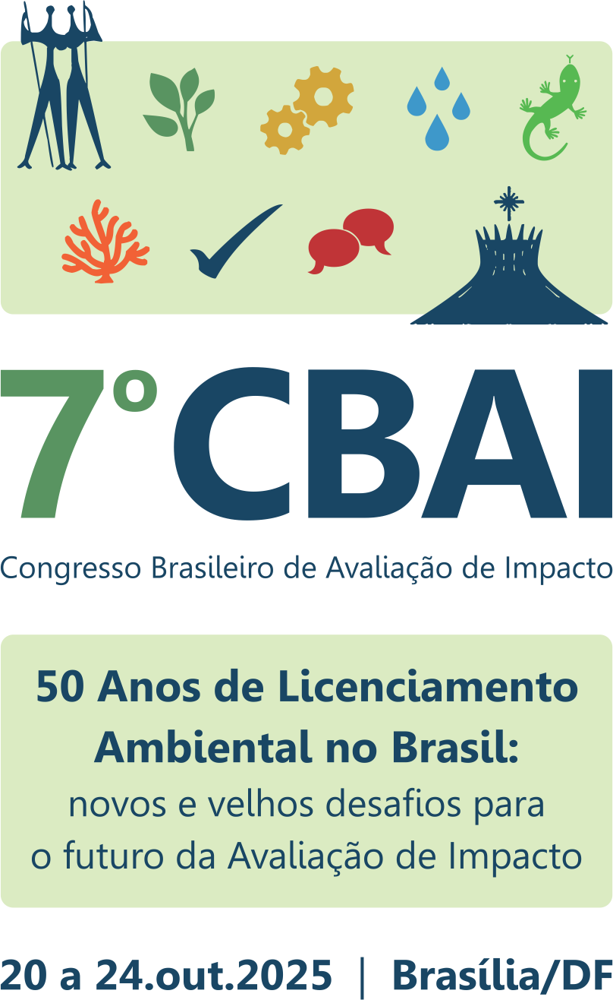 7º CBAI
Congresso Brasileiro de Avaliação de Impacto
50 Anos de Licenciamento
Ambiental no Brasil:
novos e velhos desafios para
o futuro da Avaliação de Impacto
20 a 24.out.2025 | Brasília/DF